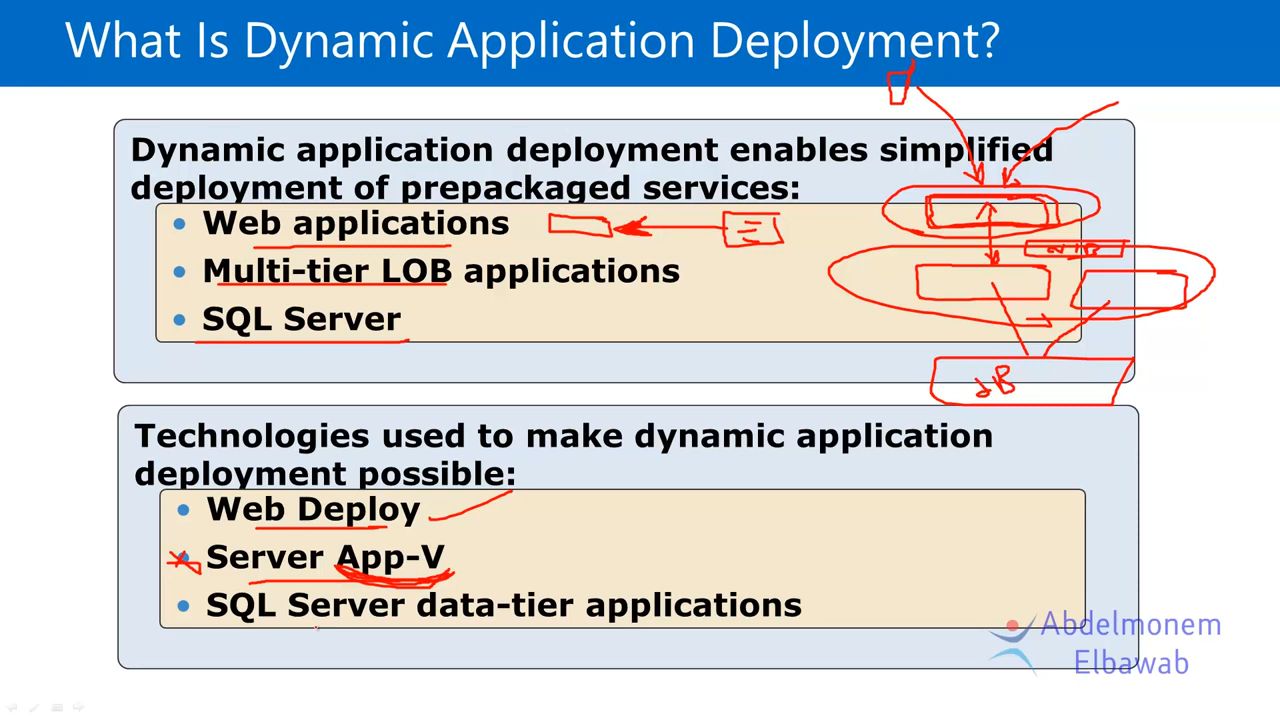 What Is Dynamic Application Deployment?
Dynamic application deployment enables simplified
deployment of prepackaged services:
• Web applications
• Multi-tier LOB applications
• SQL Server
dB
Technologies used to make dynamic application
deployment possible:
• Web Deploy
• Server App-V
• SQL Server data-tier applications
Abdelmonem
Elbawab